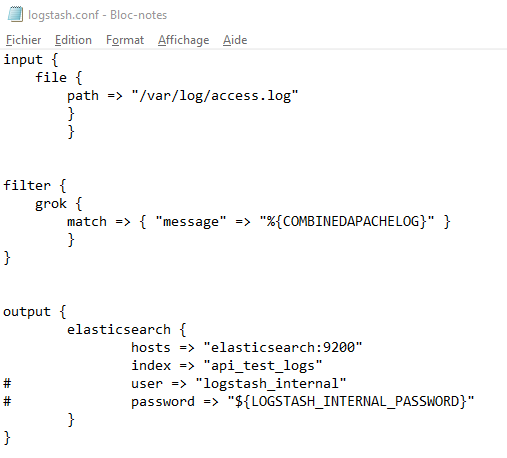 logstash.conf - Bloc-notes
Fichier Edition Format Affichage Aide
input {
    file {
        path => "/var/log/access.log"
        }
        }


filter {
    grok {
        match => { "message" => "%{COMBINEDAPACHELOG}" }
        }
}


output {
        elasticsearch {
                hosts => "elasticsearch:9200"
                index => "api_test_logs"
#               user => "logstash_internal"
#               password => "${LOGSTASH_INTERNAL_PASSWORD}"
        }
}